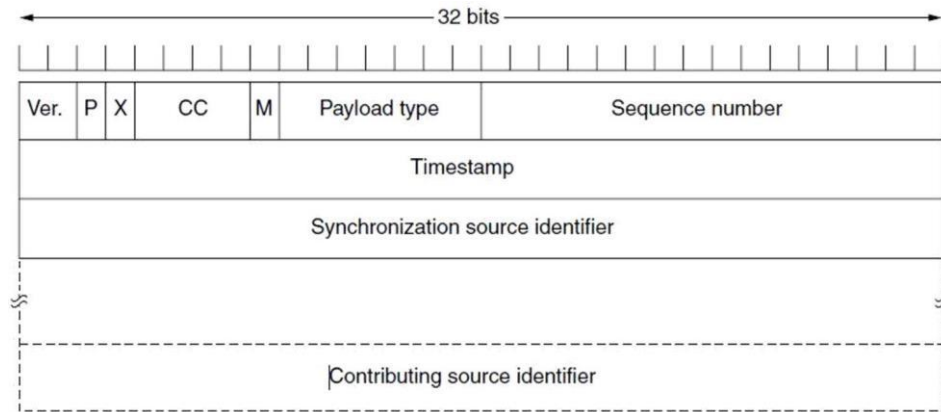 32 bits
Ver. P X CC M Payload type Sequence number
Timestamp
Synchronization source identifier
Contributing source identifier